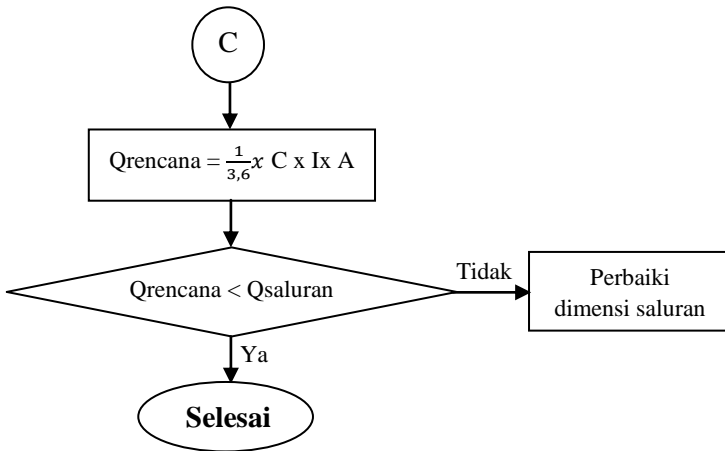 C
Qrencana = 1/3,6 x C x Ix A
Qrencana < Qsaluran
Tidak
Perbaiki
dimensi saluran
Ya
Selesai